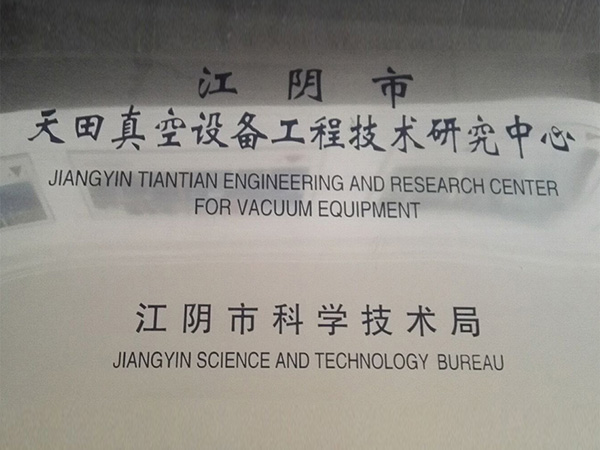 江阴市
天田真空设备工程技术研究中心
JIANGYIN TIANTIAN ENGINEERING AND RESEARCH CENTER
FOR VACUUM EQUIPMENT
江阴市科学技术局
JIANGYIN SCIENCE AND TECHNOLOGY BUREAU